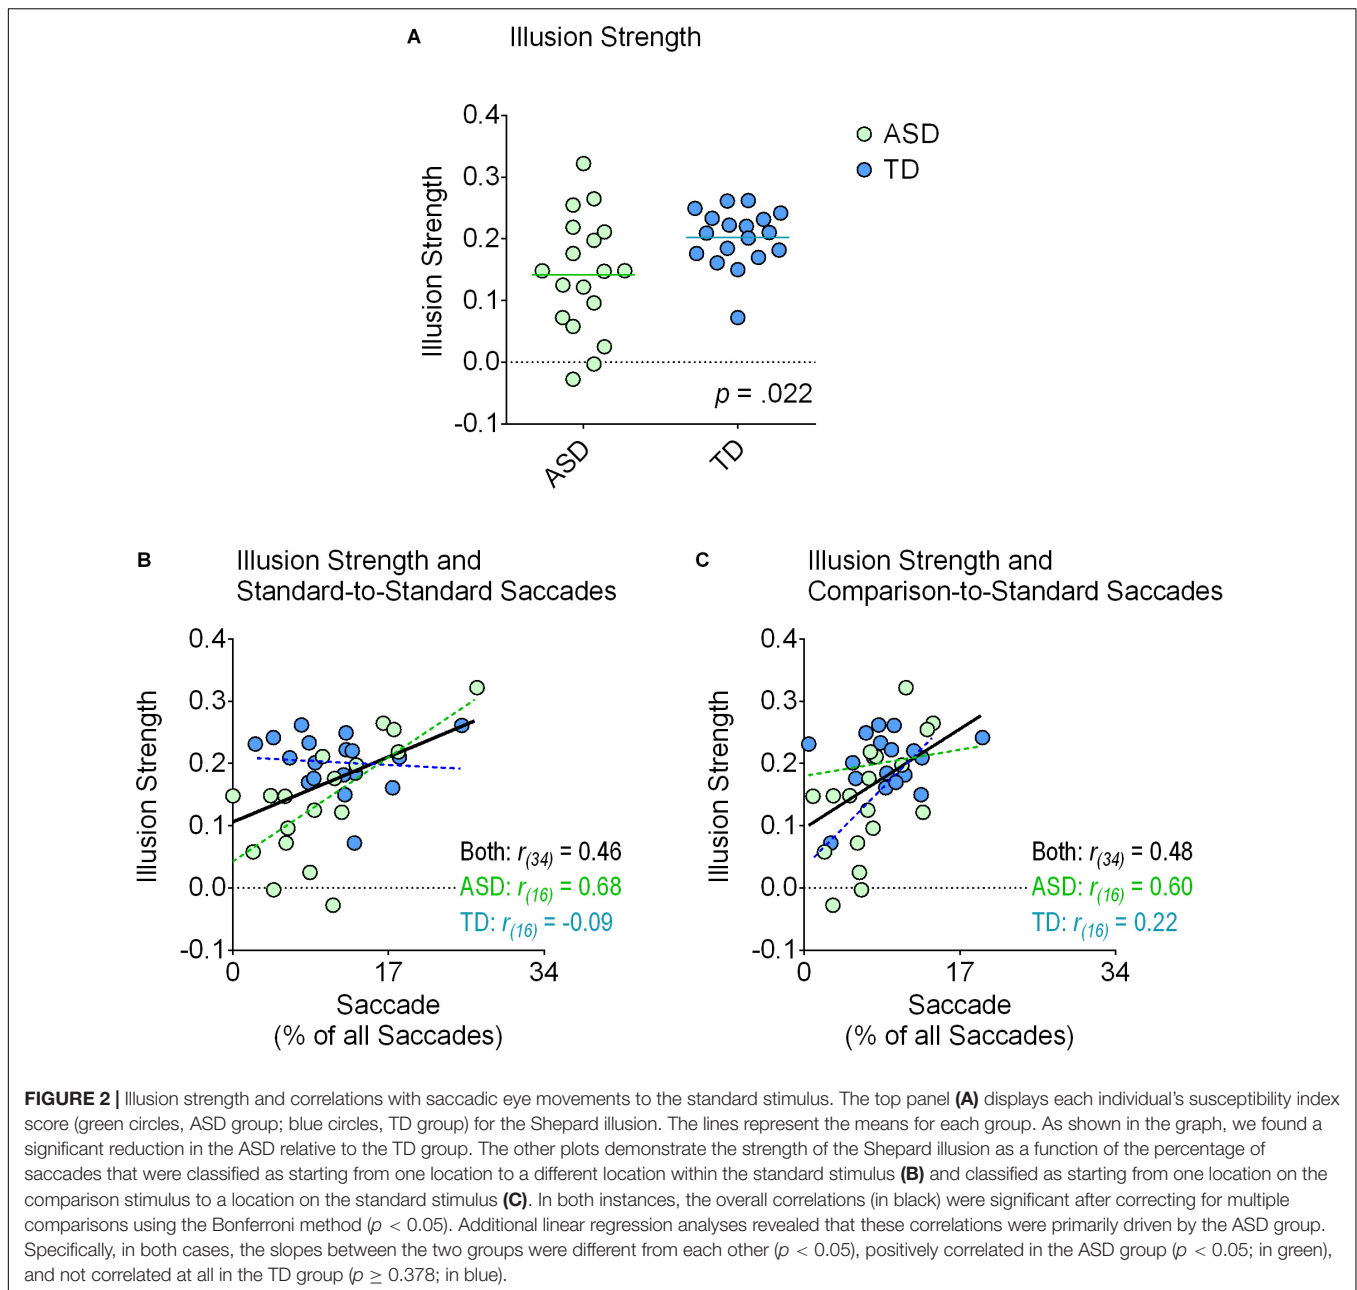 A Illusion Strength
0.4
0.3
0.2
0.1
0.0
-0.1
Illusion Strength
ASD
TD
p = .022
ASD
TD
B Illusion Strength and
Standard-to-Standard Saccades
0.4
0.3
0.2
0.1
0.0
-0.1
Illusion Strength
Both: r(34) = 0.46
ASD: r(16) = 0.68
TD: r(16) = -0.09
0 17 34
Saccade
(% of all Saccades)
C Illusion Strength and
Comparison-to-Standard Saccades
0.4
0.3
0.2
0.1
0.0
-0.1
Illusion Strength
Both: r(34) = 0.48
ASD: r(16) = 0.60
TD: r(16) = 0.22
0 17 34
Saccade
(% of all Saccades)
FIGURE 2 | Illusion strength and correlations with saccadic eye movements to the standard stimulus. The top panel (A) displays each individual's susceptibility index
score (green circles, ASD group; blue circles, TD group) for the Shepard illusion. The lines represent the means for each group. As shown in the graph, we found a
significant reduction in the ASD relative to the TD group. The other plots demonstrate the strength of the Shepard illusion as a function of the percentage of
saccades that were classified as starting from one location to a different location within the standard stimulus (B) and classified as starting from one location on the
comparison stimulus to a location on the standard stimulus (C). In both instances, the overall correlations (in black) were significant after correcting for multiple
comparisons using the Bonferroni method (p < 0.05). Additional linear regression analyses revealed that these correlations were primarily driven by the ASD group.
Specifically, in both cases, the slopes between the two groups were different from each other (p < 0.05), positively correlated in the ASD group (p < 0.05; in green),
and not correlated at all in the TD group (p ≥ 0.378; in blue).